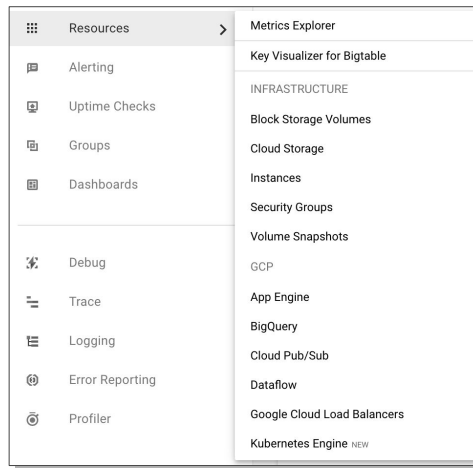 Resources
Alerting
Uptime Checks
Groups
Dashboards
Debug
Trace
Logging
Error Reporting
Profiler
Metrics Explorer
Key Visualizer for Bigtable
INFRASTRUCTURE
Block Storage Volumes
Cloud Storage
Instances
Security Groups
Volume Snapshots
GCP
App Engine
BigQuery
Cloud Pub/Sub
Dataflow
Google Cloud Load Balancers
Kubernetes Engine NEW